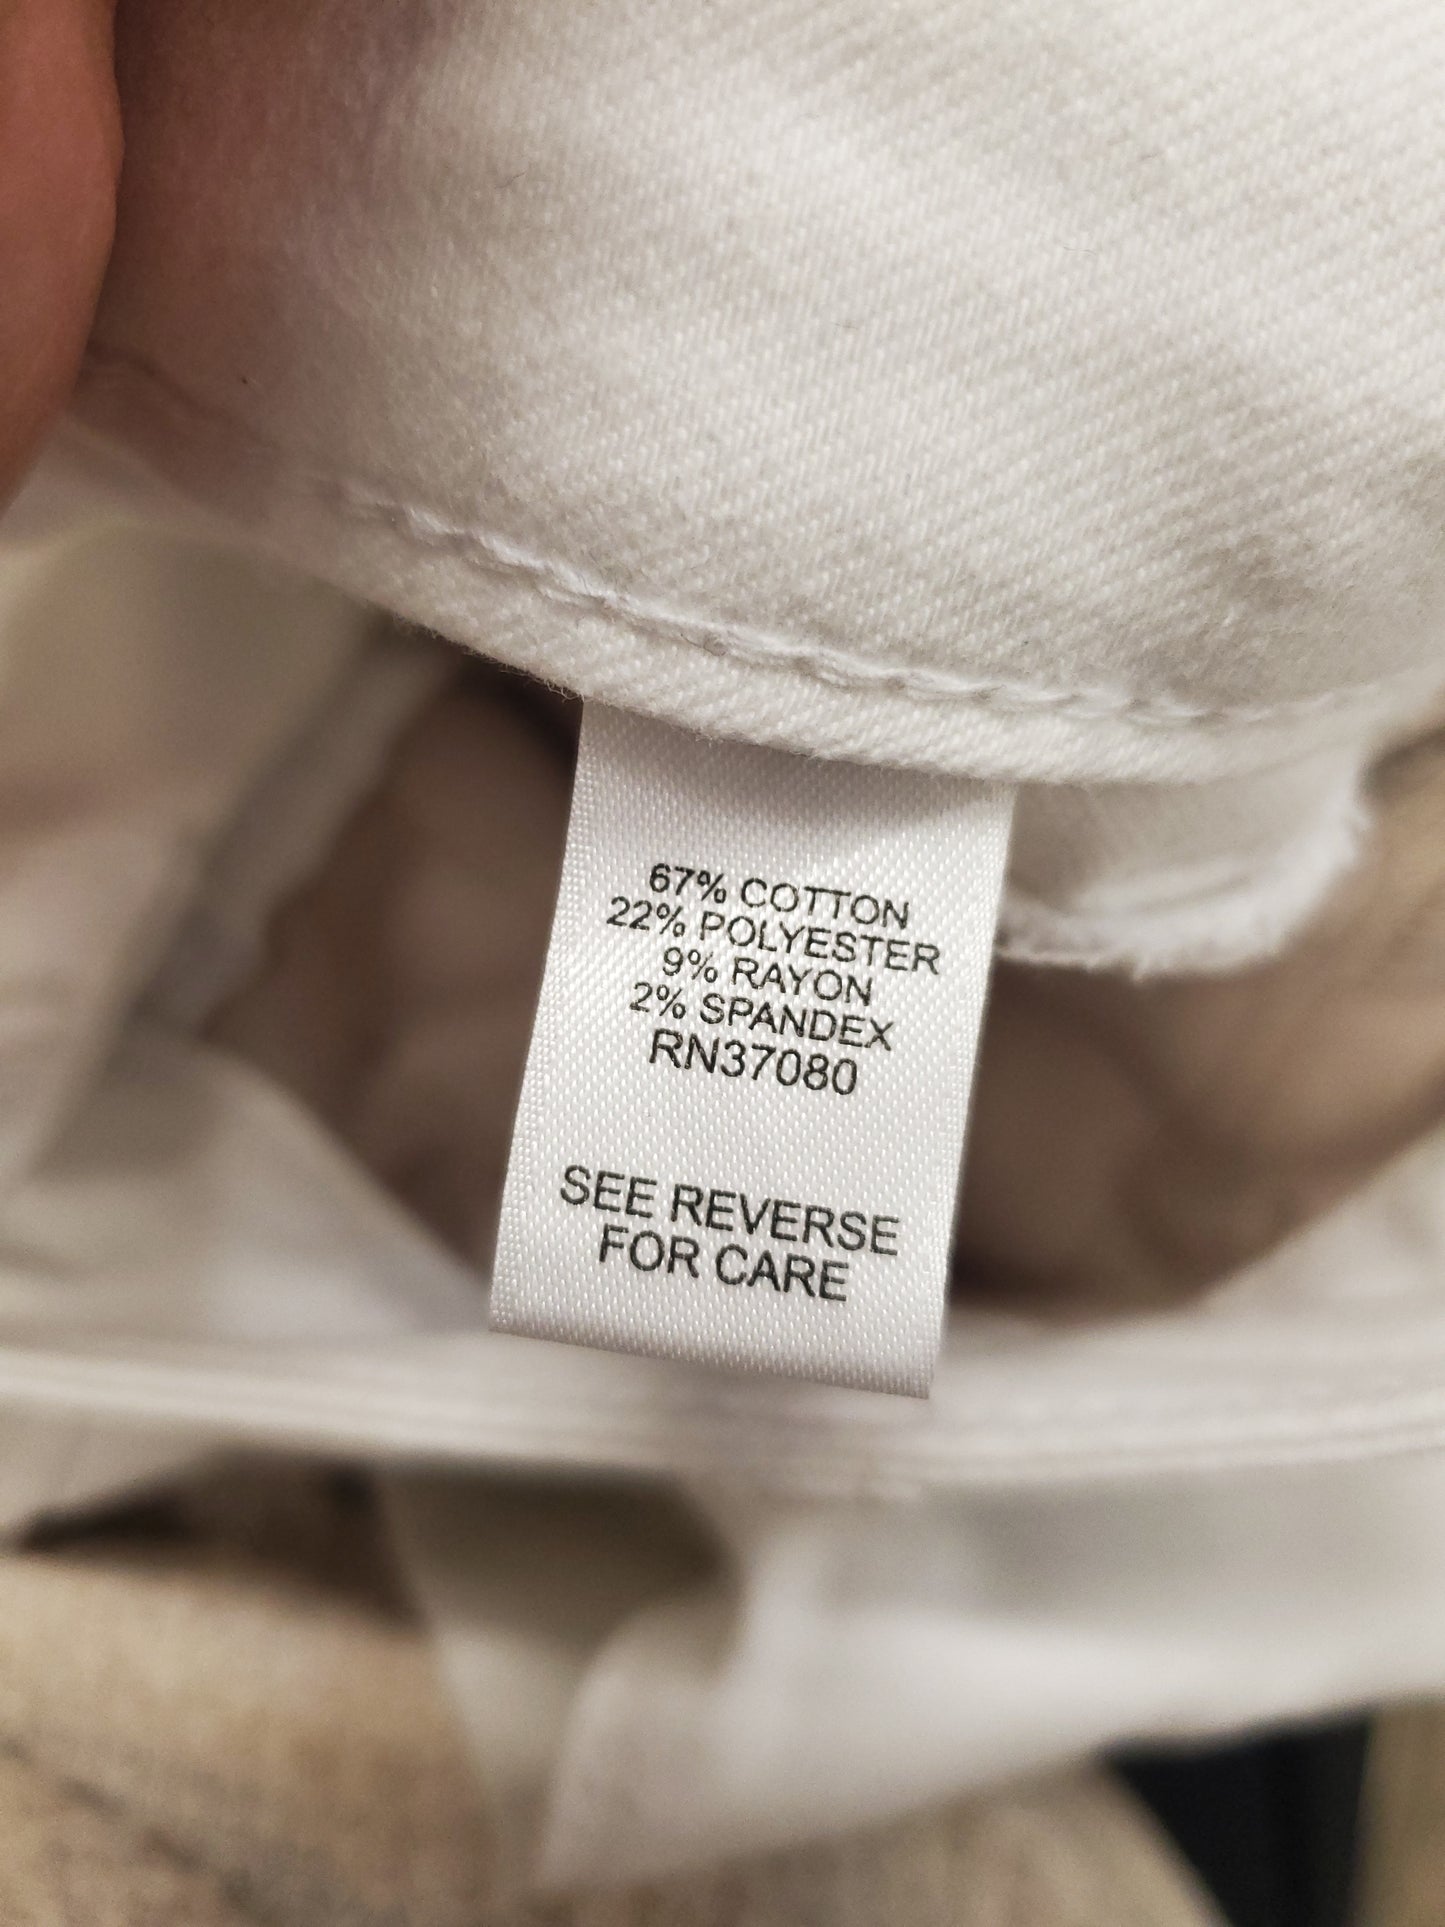 67% COTTON
22% POLYESTER
9% RAYON
2% SPANDEX
RN37080
SEE REVERSE
FOR CARE